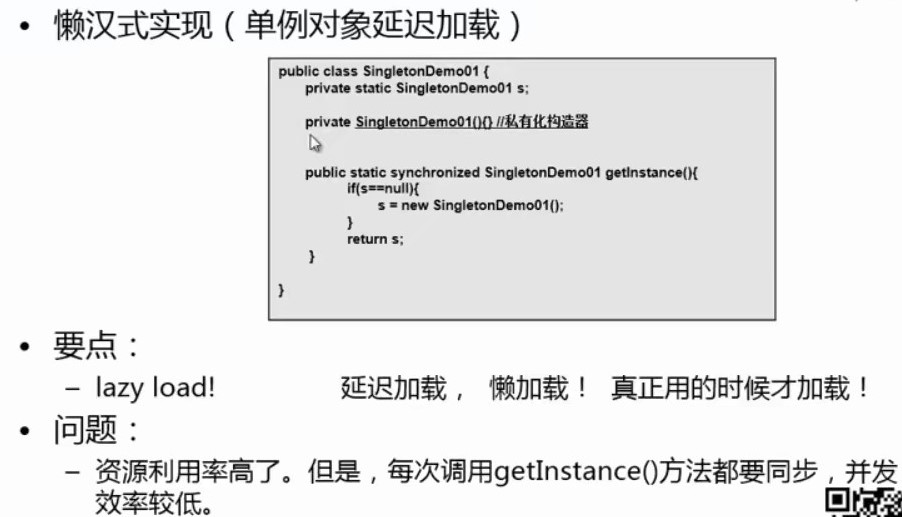 • 懒汉式实现（单例对象延迟加载）
public class SingletonDemo01 {
private static SingletonDemo01 s;
private SingletonDemo01(){} //私有化构造器
public static synchronized SingletonDemo01 getInstance(){
if(s==null){
s = new SingletonDemo01();
}
return s;
}
}
• 要点：
– lazy load! 延迟加载， 懒加载！ 真正用的时候才加载！
• 问题：
– 资源利用率高了。但是，每次调用getInstance()方法都要同步，并发
效率较低。